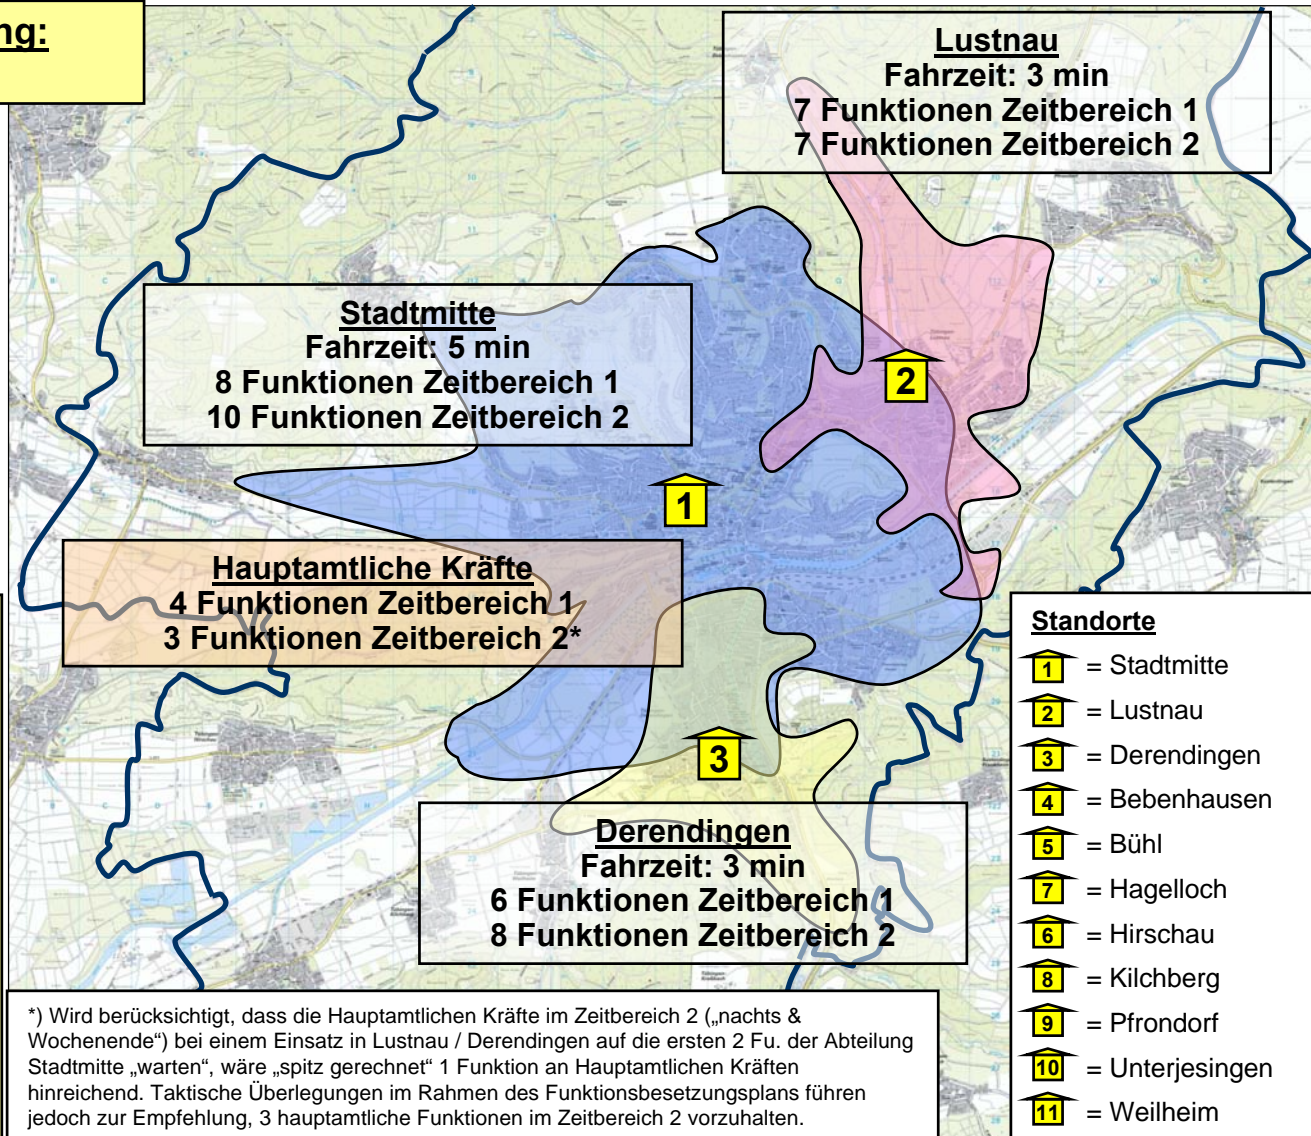 ng:
Lustnau
Fahrzeit: 3 min
7 Funktionen Zeitbereich 1
7 Funktionen Zeitbereich 2
Stadtmitte
Fahrzeit: 5 min
8 Funktionen Zeitbereich 1
10 Funktionen Zeitbereich 2
2
1
Hauptamtliche Kräfte
4 Funktionen Zeitbereich 1
3 Funktionen Zeitbereich 2*
3
Derendingen
Fahrzeit: 3 min
6 Funktionen Zeitbereich 1
8 Funktionen Zeitbereich 2
Standorte
1 = Stadtmitte
2 = Lustnau
3 = Derendingen
4 = Bebenhausen
5 = Bühl
7 = Hagelloch
6 = Hirschau
8 = Kilchberg
9 = Pfrondorf
10 = Unterjesingen
11 = Weilheim
*) Wird berücksichtigt, dass die Hauptamtlichen Kräfte im Zeitbereich 2 („nachts &
Wochenende“) bei einem Einsatz in Lustnau / Derendingen auf die ersten 2 Fu. der Abteilung
Stadtmitte „warten“, wäre „spitz gerechnet“ 1 Funktion an Hauptamtlichen Kräften
hinreichend. Taktische Überlegungen im Rahmen des Funktionsbesetzungsplans führen
jedoch zur Empfehlung, 3 hauptamtliche Funktionen im Zeitbereich 2 vorzuhalten.